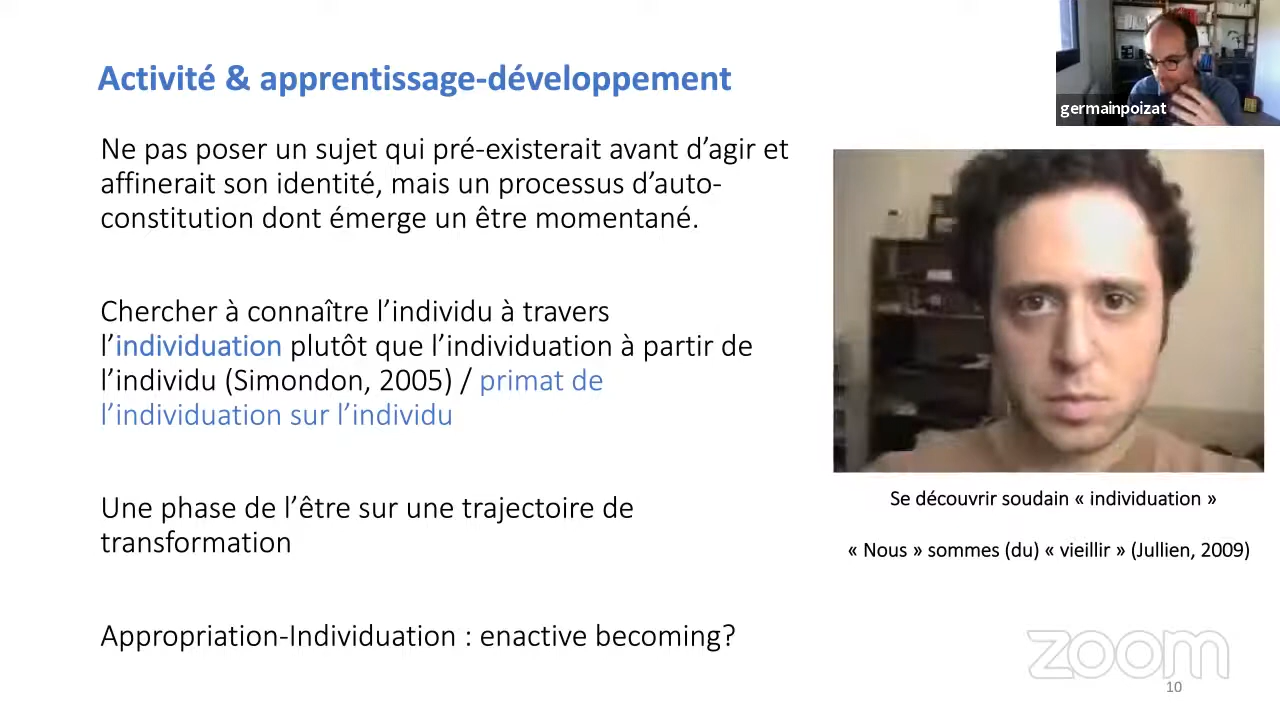 Activité & apprentissage-développement
germainpoizat
Ne pas poser un sujet qui pré-existerait avant d'agir et
affinerait son identité, mais un processus d'auto-
constitution dont émerge un être momentané.
Chercher à connaître l'individu à travers
l'individuation plutôt que l'individuation à partir de
l'individu (Simondon, 2005) / primat de
l'individuation sur l'individu
Une phase de l'être sur une trajectoire de
transformation
Appropriation-Individuation : enactive becoming?
Se découvrir soudain « individuation »
« Nous » sommes (du) « vieillir » (Jullien, 2009)
zoom
10